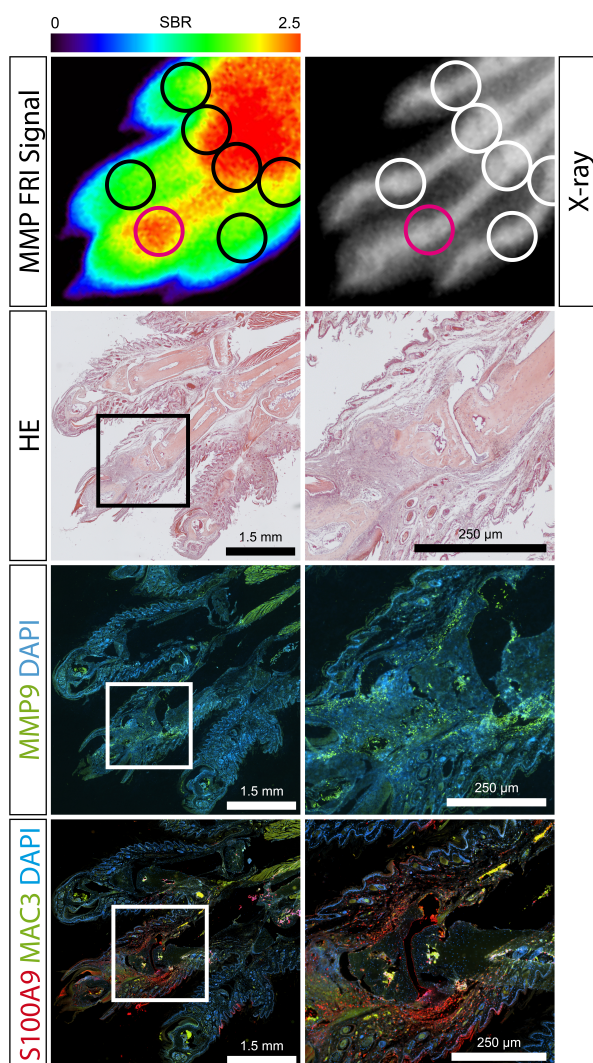 0 SBR 2.5
MMP FRI Signal
X-ray
HE
1.5 mm
250 µm
MMP9 DAPI
1.5 mm
250 µm
S100A9 MAC3 DAPI
1.5 mm
250 µm